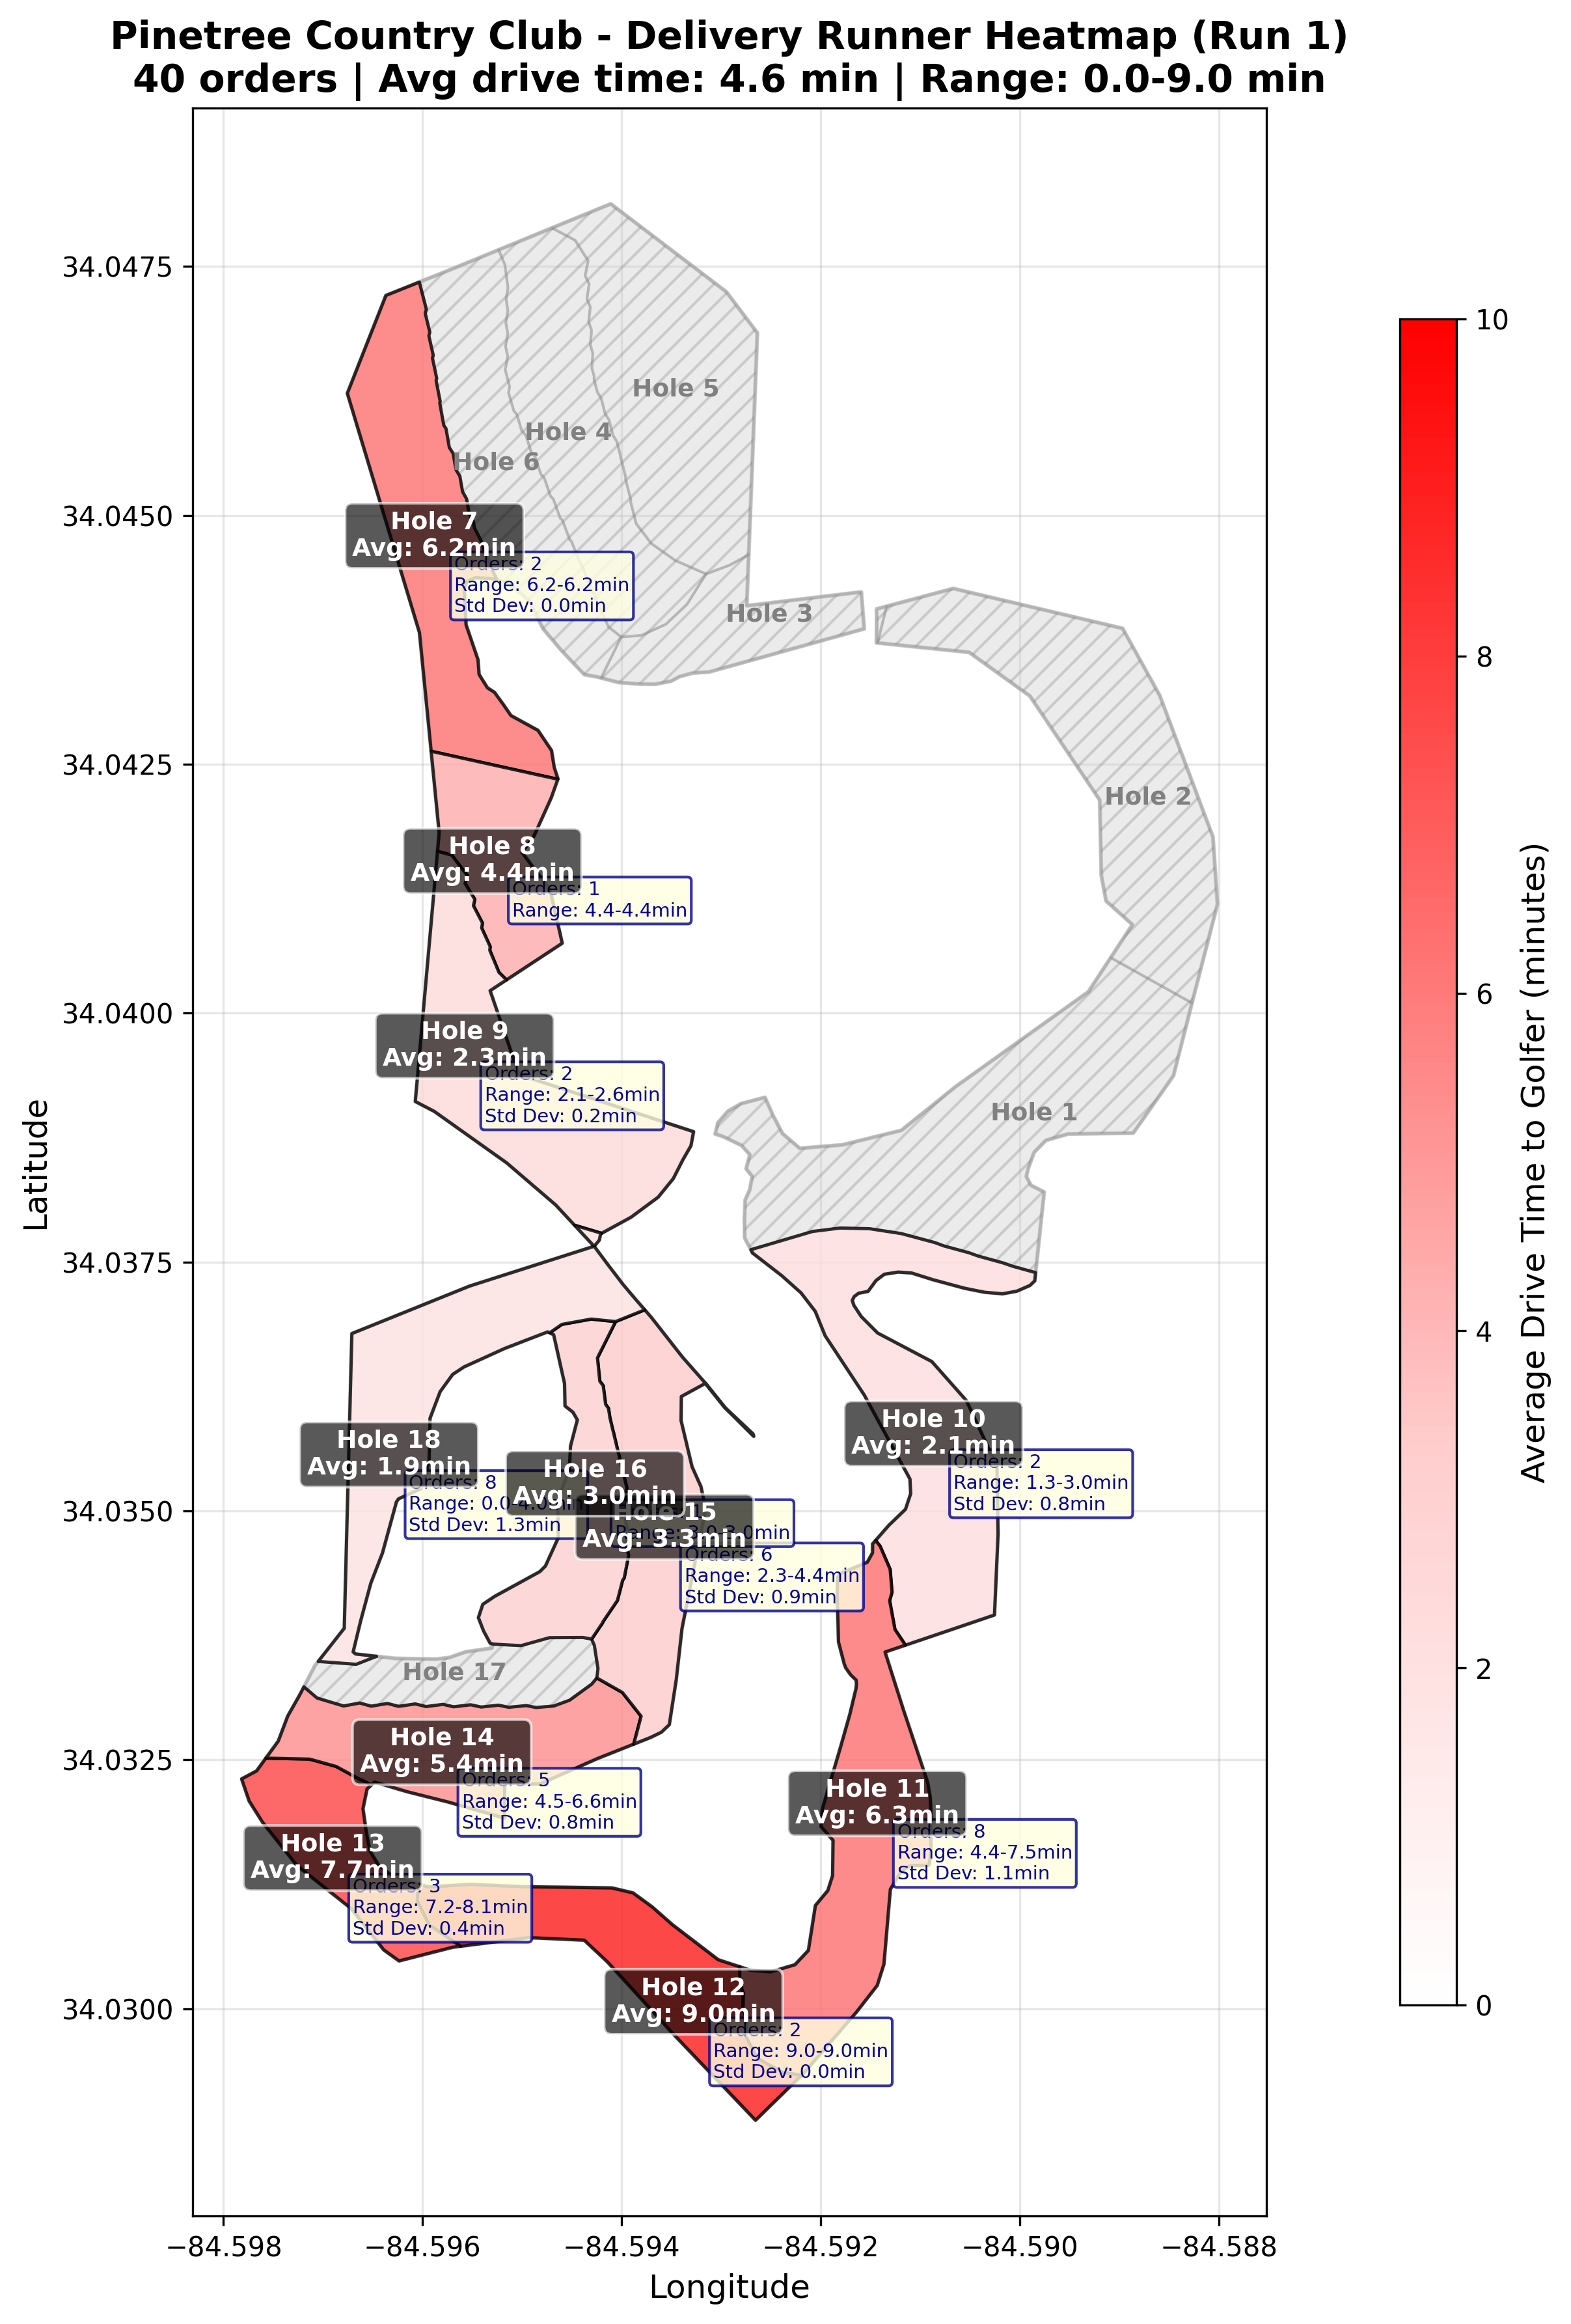 Pinetree Country Club - Delivery Runner Heatmap (Run 1)
40 orders | Avg drive time: 4.6 min | Range: 0.0-9.0 min
34.0475
34.0450
34.0425
34.0400
34.0375
34.0350
34.0325
34.0300
Latitude
Hole 5
Hole 4
Hole 6
Hole 7
Avg: 6.2min
Orders: 2
Range: 6.2-6.2min
Std Dev: 0.0min
Hole 3
Hole 2
Hole 8
Avg: 4.4min
Orders: 1
Range: 4.4-4.4min
Hole 9
Avg: 2.3min
Orders: 2
Range: 2.1-2.6min
Std Dev: 0.2min
Hole 1
Hole 10
Avg: 2.1min
Orders: 2
Range: 1.3-3.0min
Std Dev: 0.8min
Hole 18
Avg: 1.9min
Orders: 8
Range: 0.0-4.0min
Std Dev: 1.3min
Hole 16
Avg: 3.0min
Range: 3.0-3.0min
Hole 15
Avg: 3.3min
Orders: 6
Range: 2.3-4.4min
Std Dev: 0.9min
Hole 17
Hole 14
Avg: 5.4min
Orders: 5
Range: 4.5-6.6min
Std Dev: 0.8min
Hole 11
Avg: 6.3min
Orders: 8
Range: 4.4-7.5min
Std Dev: 1.1min
Hole 13
Avg: 7.7min
Orders: 3
Range: 7.2-8.1min
Std Dev: 0.4min
Hole 12
Avg: 9.0min
Orders: 2
Range: 9.0-9.0min
Std Dev: 0.0min
−84.598
−84.596
−84.594
−84.592
−84.590
−84.588
Longitude
10
8
6
4
2
0
Average Drive Time to Golfer (minutes)